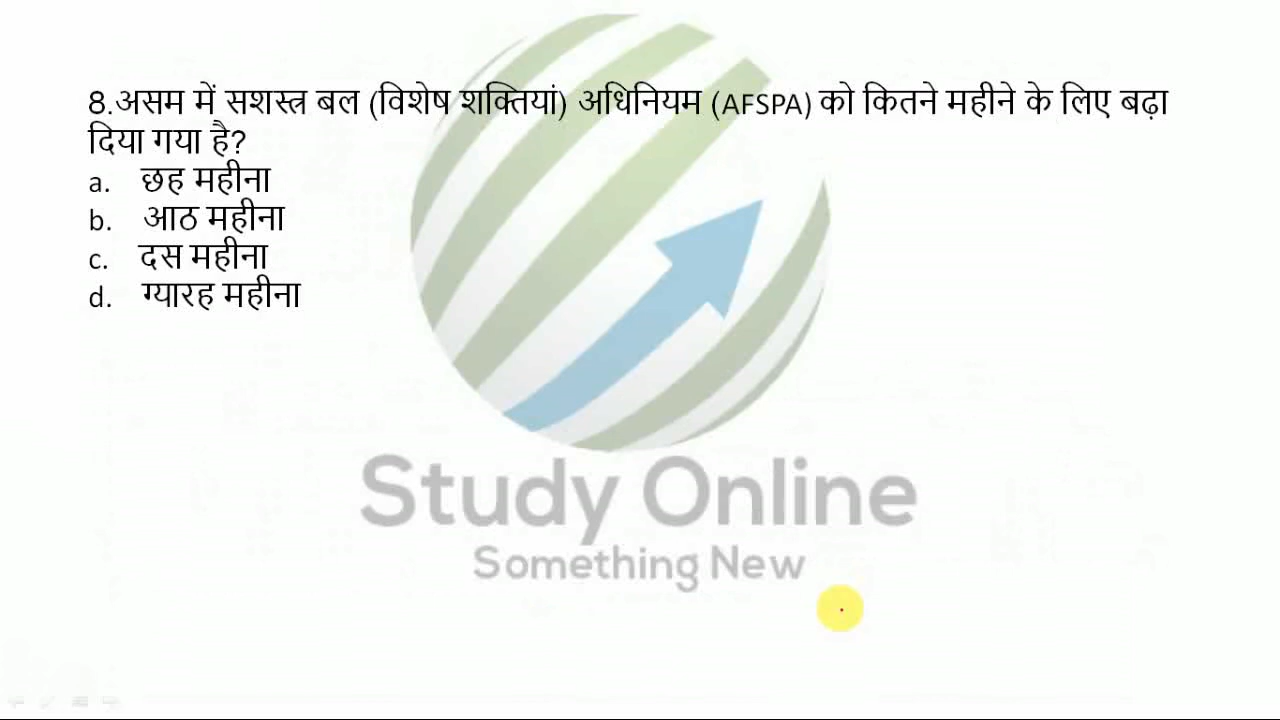 8.असम में सशस्त्र बल (विशेष शक्तियां) अधिनियम (AFSPA) को कितने महीने के लिए बढ़ा
दिया गया है?
a. छह महीना
b. आठ महीना
c. दस महीना
d. ग्यारह महीना
Study Online
Something New